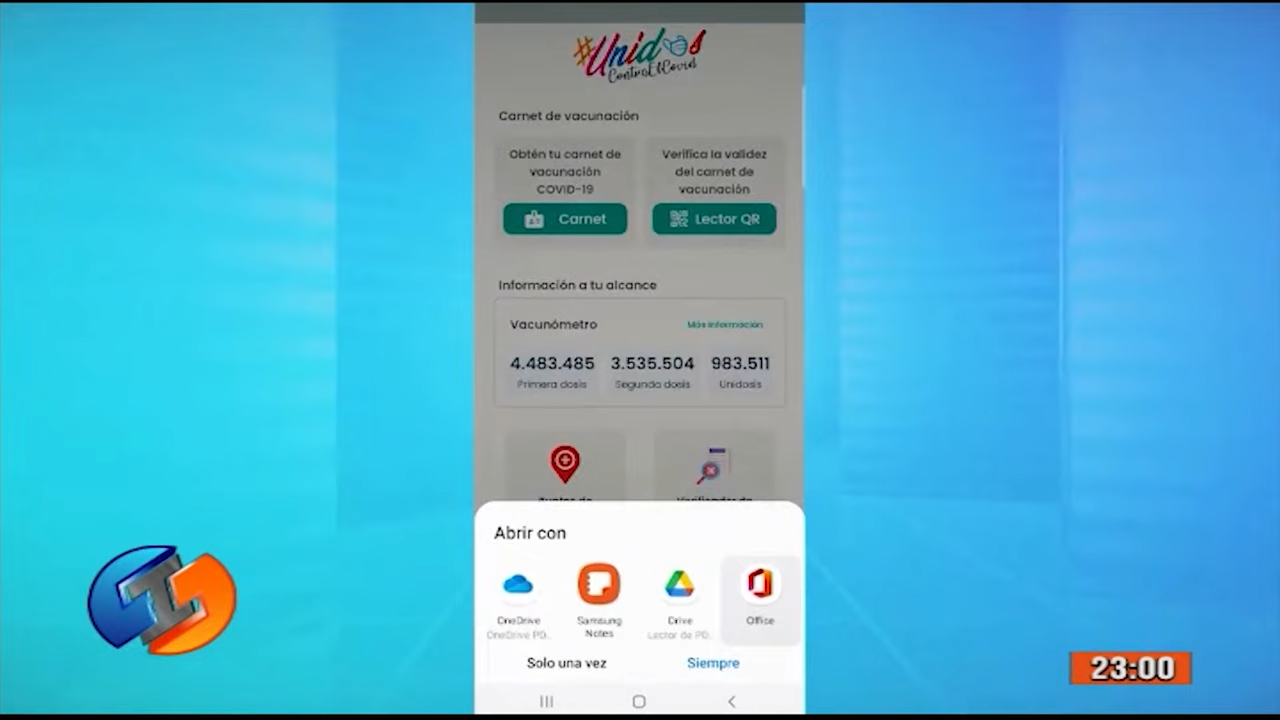 #Unidos
ContraElCovid
Carnet de vacunación
Obtén tu carnet de
vacunación
COVID-19
Verifica la validez
del carnet de
vacunación
Carnet
Lector QR
Información a tu alcance
Vacunómetro
Más información
4.483.485
3.535.504
983.511
Primera dosis
Segunda dosis
Unidosis
Abrir con
OneDrive
OneDrive PD..
Samsung
Notes
Drive
Lector de PD..
Office
Solo una vez
Siempre
23:00